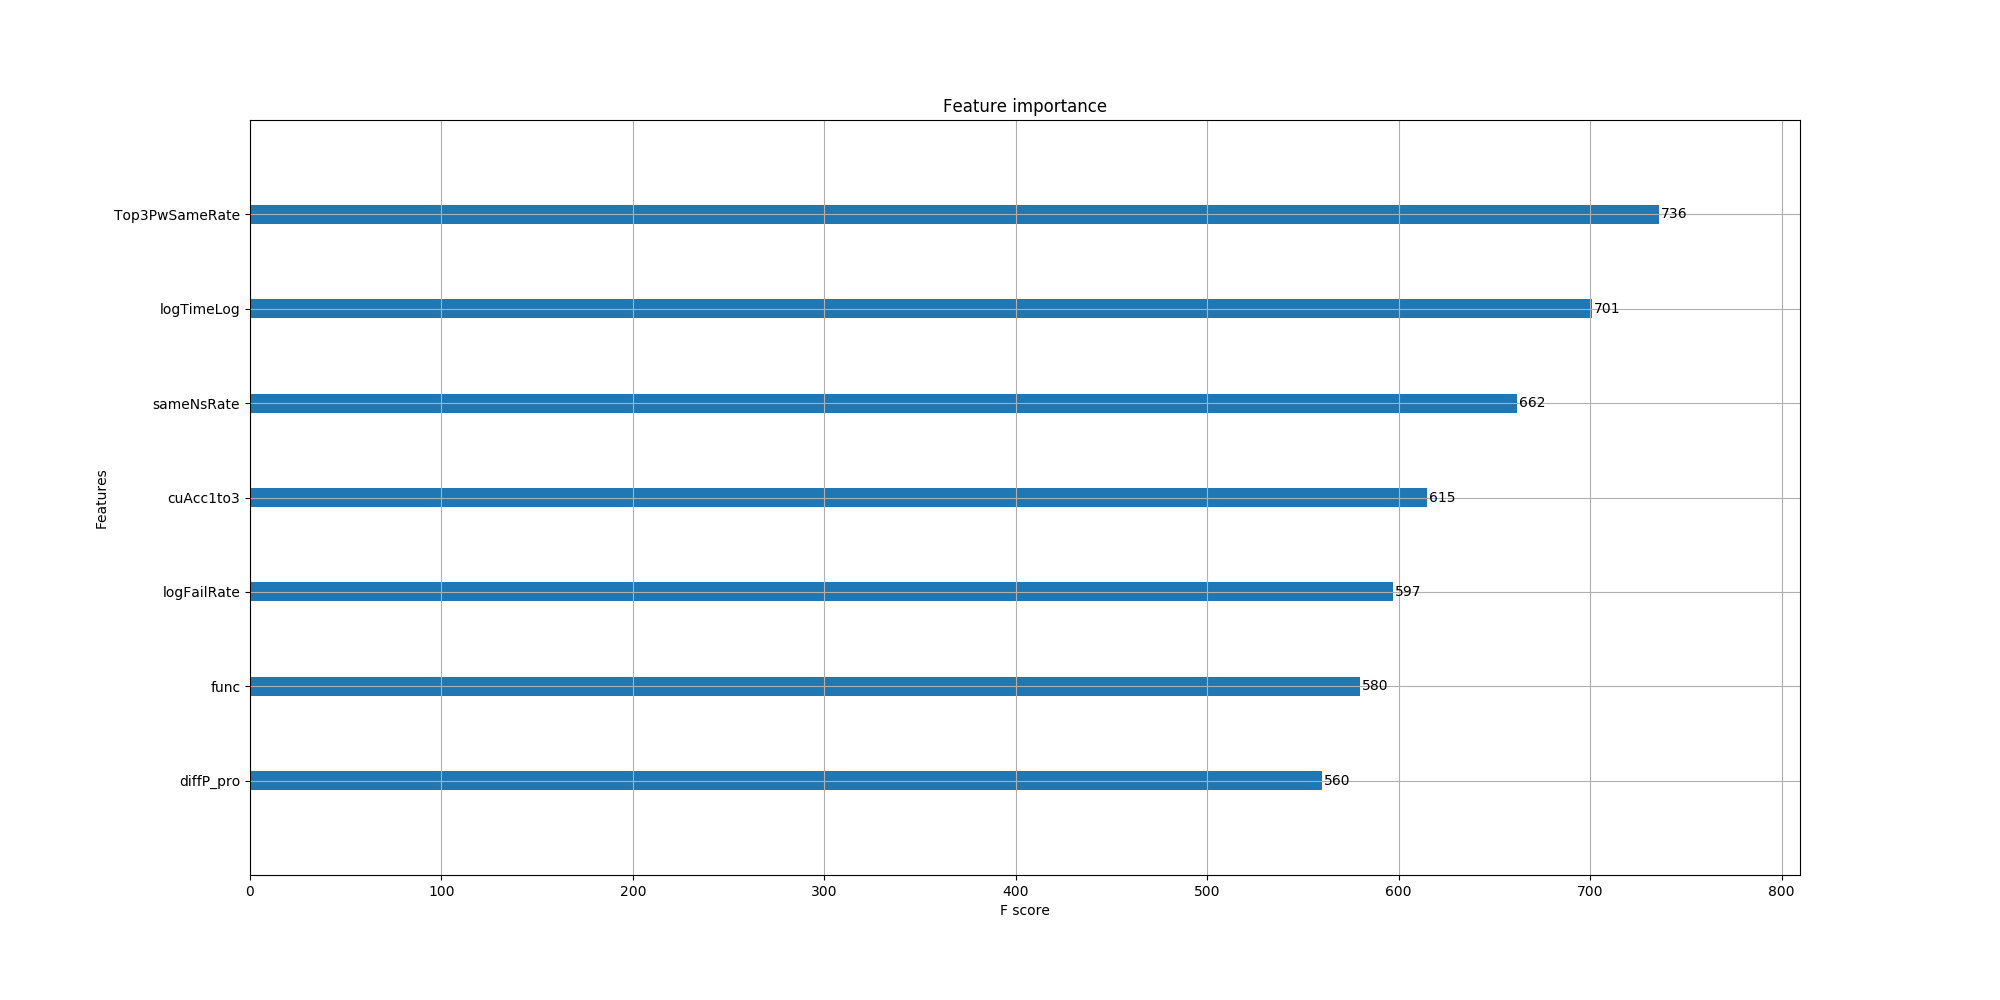 Feature importance
Top3PwSameRate
736
logTimeLog
701
sameNsRate
662
cuAcc1to3
615
logFailRate
597
func
580
diffP_pro
560
Features
0 100 200 300 400 500 600 700 800
F score